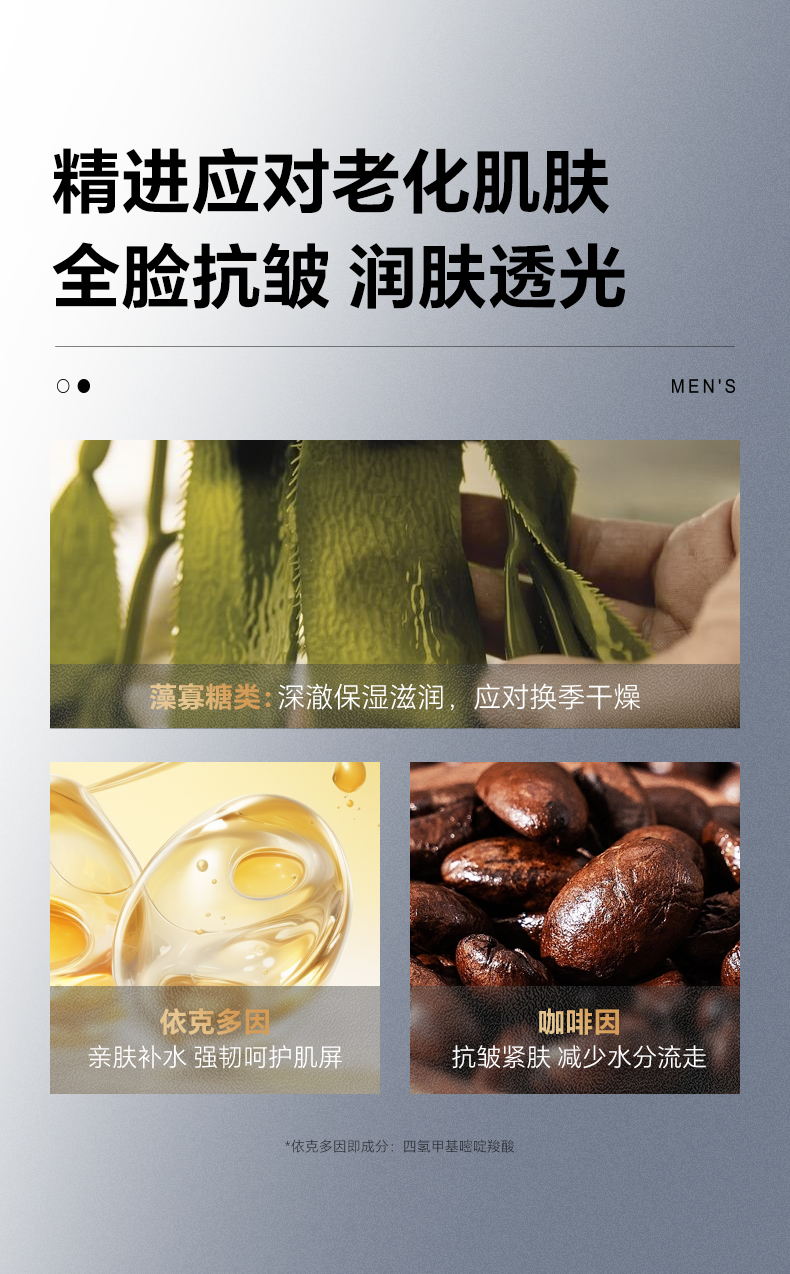 精进应对老化肌肤
全脸抗皱 润肤透光
MEN'S
藻寡糖类：深澈保湿滋润，应对换季干燥
依克多因
亲肤补水 强韧呵护肌屏
咖啡因
抗皱紧肤 减少水分流走
*依克多因即成分：四氢甲基嘧啶羧酸